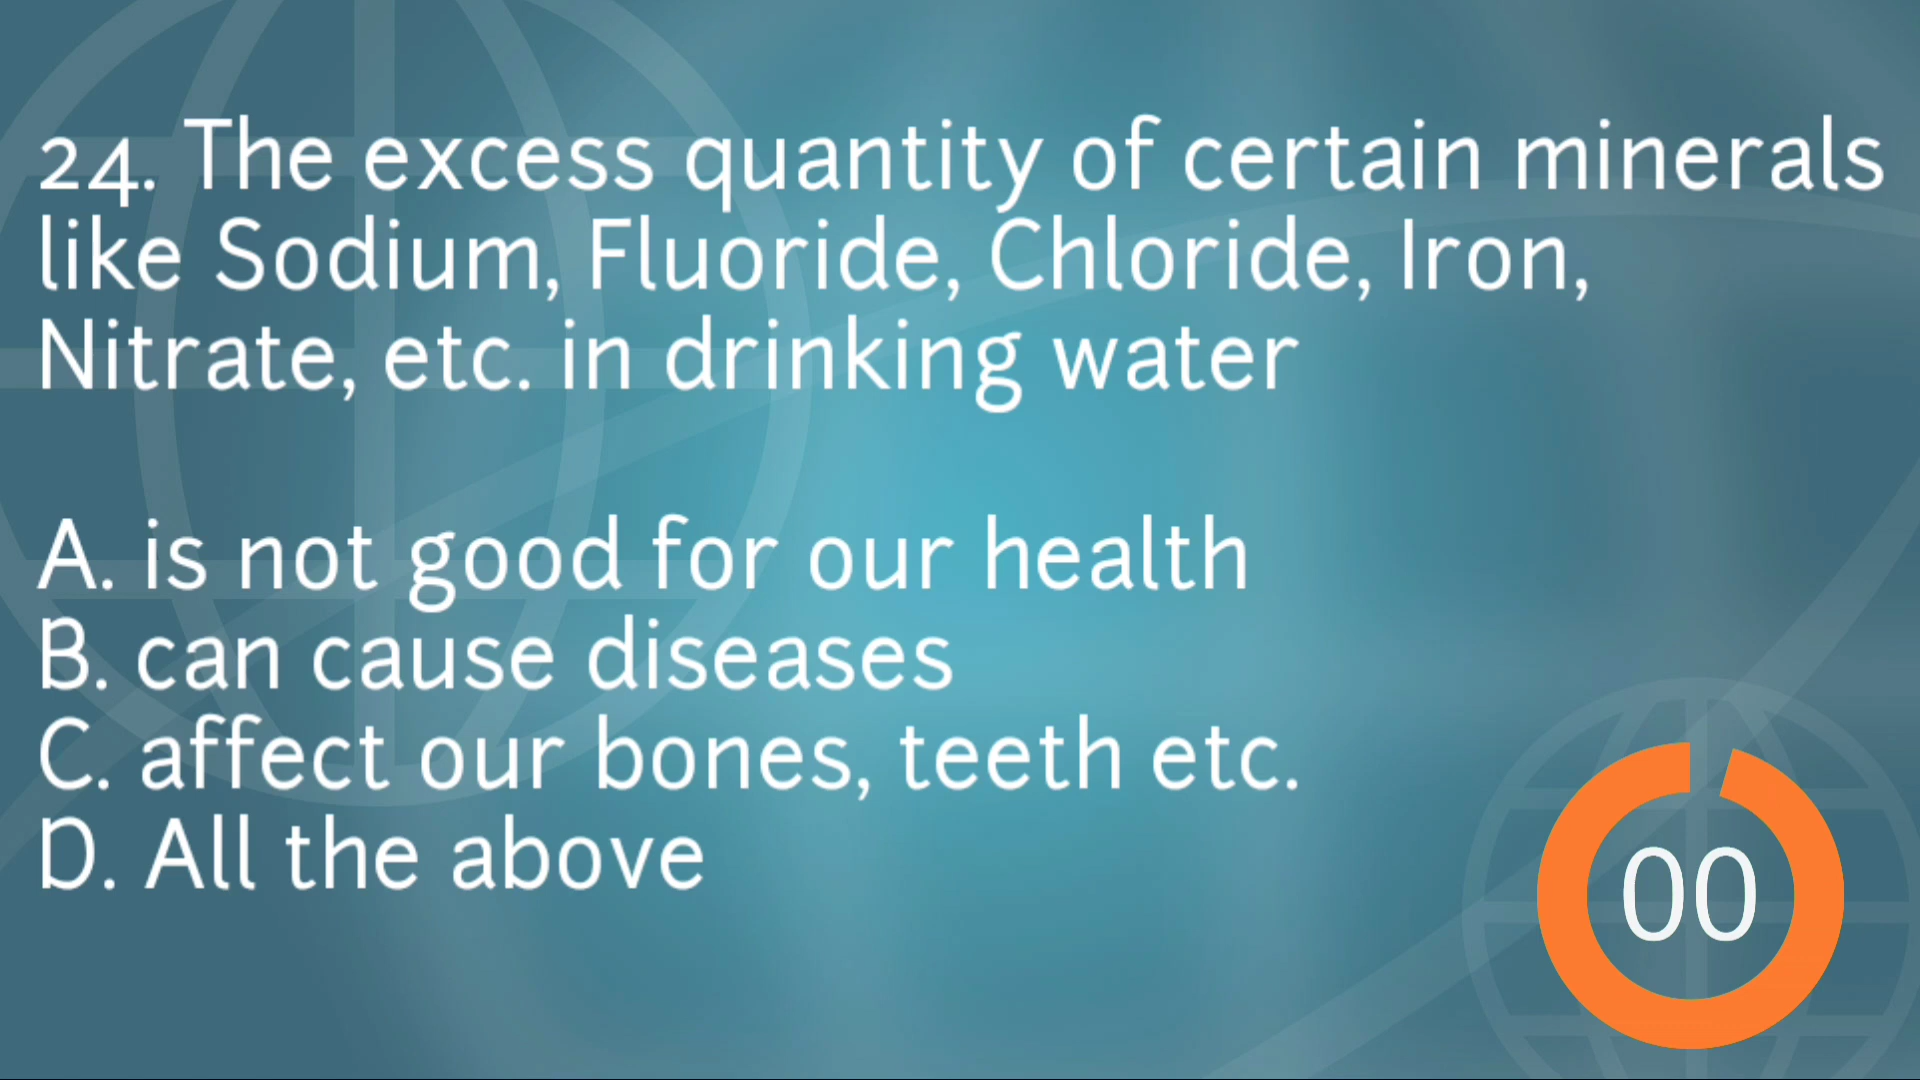 24. The excess quantity of certain minerals
like Sodium, Fluoride, Chloride, Iron,
Nitrate, etc. in drinking water
A. is not good for our health
B. can cause diseases
C. affect our bones, teeth etc.
D. All the above
00